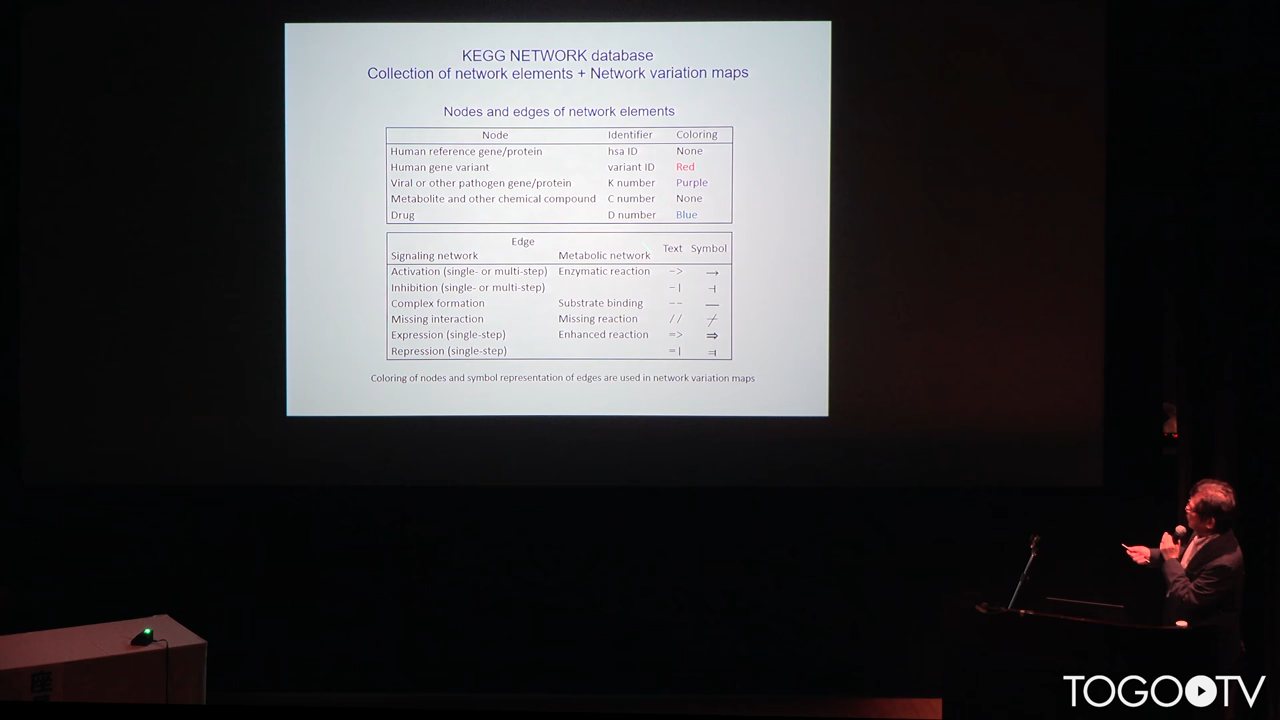 KEGG NETWORK database
Collection of network elements + Network variation maps
Nodes and edges of network elements
Node Identifier Coloring
Human reference gene/protein hsa ID None
Human gene variant variant ID Red
Viral or other pathogen gene/protein K number Purple
Metabolite and other chemical compound C number None
Drug D number Blue
Edge
Text Symbol
Signaling network Metabolic network
Activation (single- or multi-step) Enzymatic reaction -> →
Inhibition (single- or multi-step) -| ⊣
Complex formation Substrate binding -- —
Missing interaction Missing reaction // ⌿
Expression (single-step) Enhanced reaction => ⇒
Repression (single-step) =| ⫤
Coloring of nodes and symbol representation of edges are used in network variation maps
座
TOGOTV